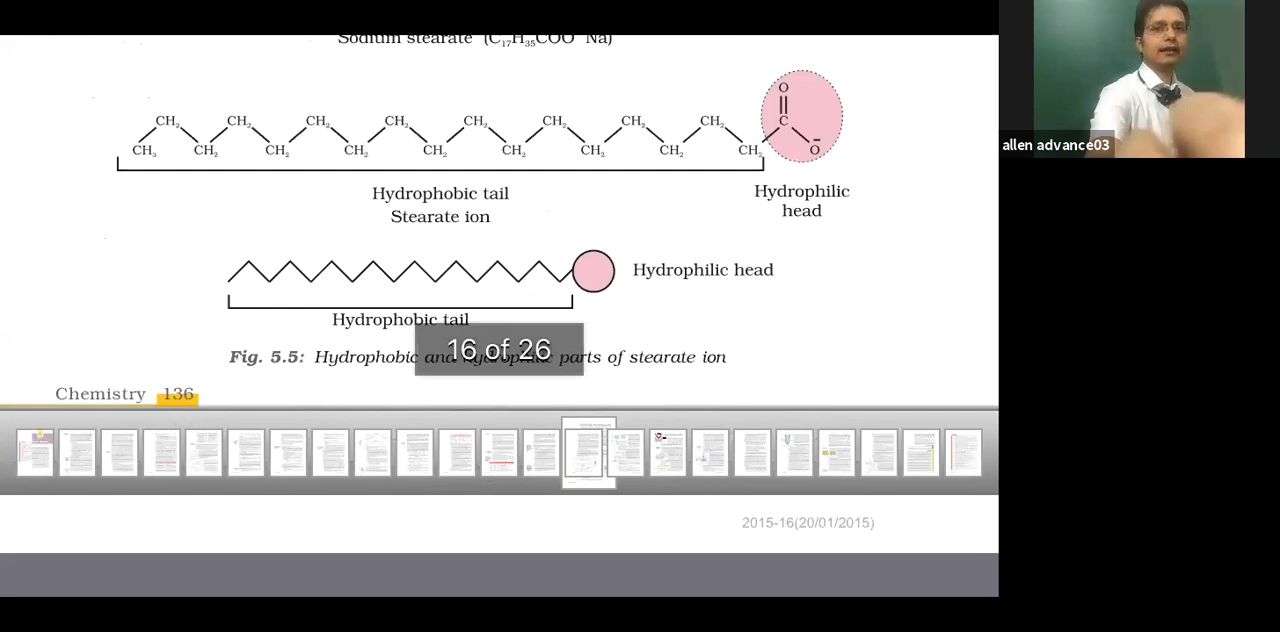 Sodium stearate (C₁₇H₃₅COO⁻Na)
O
CH₂ CH₂ CH₂ CH₂ CH₂ CH₂ CH₂ CH₂ C
CH₃ CH₂ CH₂ CH₂ CH₂ CH₂ CH₂ CH₂ CH₂ O⁻
Hydrophobic tail
Stearate ion
Hydrophilic
head
Hydrophilic head
Hydrophobic tail
16 of 26
Fig. 5.5: Hydrophobic and hydrophilic parts of stearate ion
Chemistry 136
2015-16(20/01/2015)
allen advance03